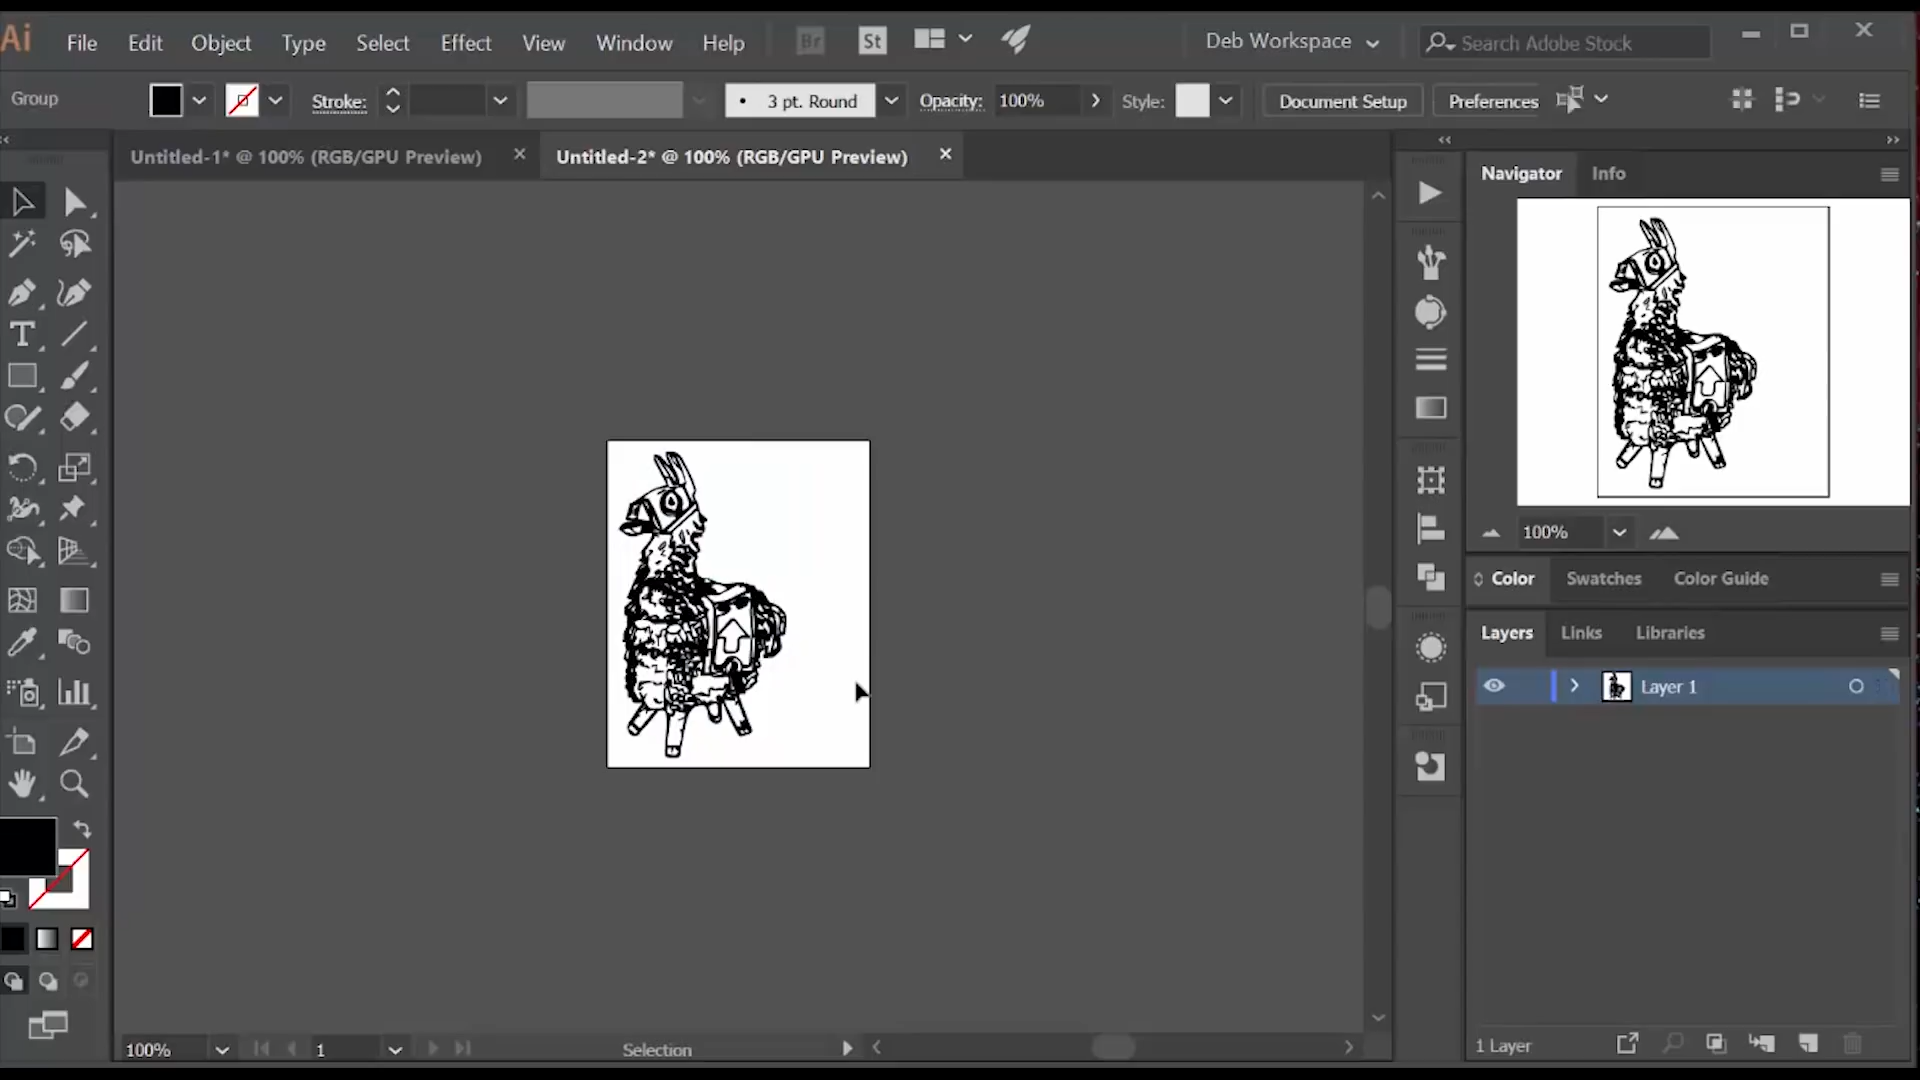 Ai File Edit Object Type Select Effect View Window Help Br St Deb Workspace Search Adobe Stock
Group Stroke: 3 pt. Round Opacity: 100% Style: Document Setup Preferences
Untitled-1* @ 100% (RGB/GPU Preview) Untitled-2* @ 100% (RGB/GPU Preview)
Navigator Info
100%
Color Swatches Color Guide
Layers Links Libraries
Layer 1
100% 1 Selection
1 Layer